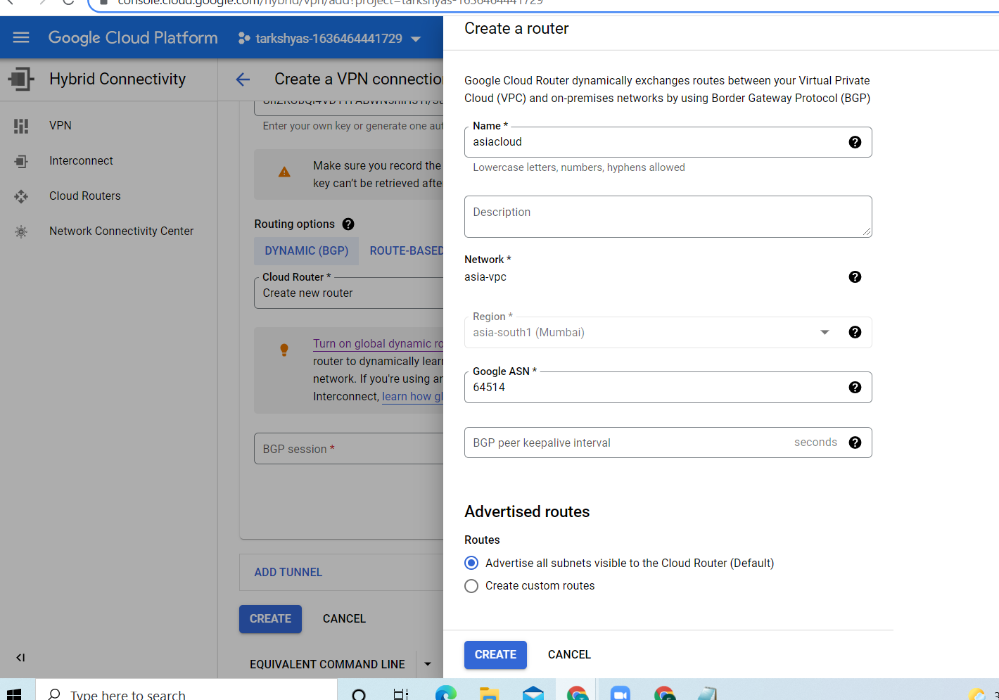 console.cloud.google.com/hybrid/vpn/add?project=tarkshyas-1636464441729
Google Cloud Platform
tarkshyas-1636464441729
Hybrid Connectivity
VPN
Interconnect
Cloud Routers
Network Connectivity Center
Create a VPN connectio
Enter your own key or generate one aut
Make sure you record the
key can't be retrieved afte
Routing options
DYNAMIC (BGP)
ROUTE-BASED
Cloud Router *
Create new router
Turn on global dynamic ro
router to dynamically learn
network. If you're using an
Interconnect, learn how gl
BGP session *
ADD TUNNEL
CREATE
CANCEL
EQUIVALENT COMMAND LINE
Create a router
Google Cloud Router dynamically exchanges routes between your Virtual Private
Cloud (VPC) and on-premises networks by using Border Gateway Protocol (BGP)
Name *
asiacloud
Lowercase letters, numbers, hyphens allowed
Description
Network *
asia-vpc
Region *
asia-south1 (Mumbai)
Google ASN *
64514
BGP peer keepalive interval
seconds
Advertised routes
Routes
Advertise all subnets visible to the Cloud Router (Default)
Create custom routes
CREATE
CANCEL
Type here to search